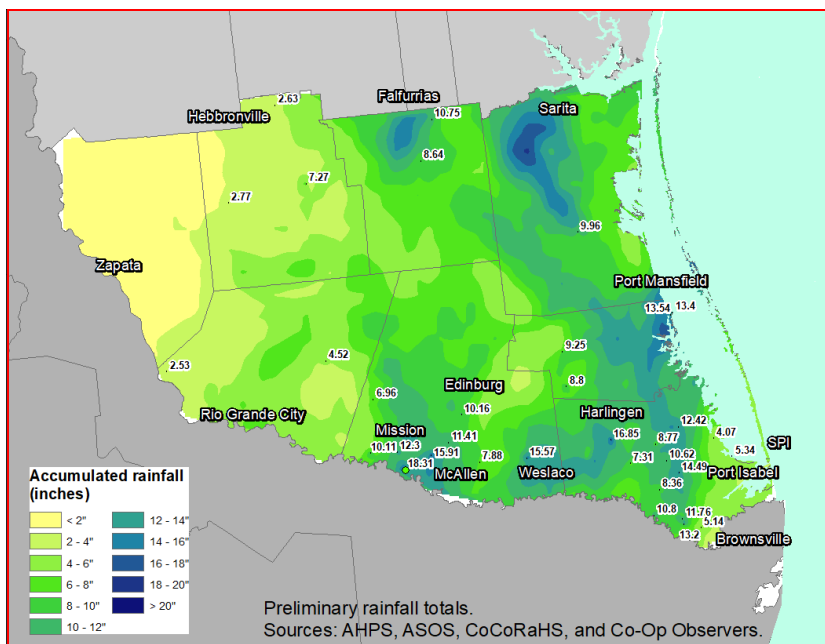 2.63
Hebbronville
Falfurrias
10.75
Sarita
8.64
7.27
2.77
9.96
Zapata
Port Mansfield
13.54
13.4
9.25
4.52
2.53
8.8
Edinburg
6.96
10.16
Rio Grande City
Harlingen
12.42
Mission
11.41
16.85
8.77
4.07
SPI
10.11
12.3
15.91
15.57
7.31
10.62
5.34
18.31
McAllen
7.88
Weslaco
14.49
Port Isabel
8.36
10.8
11.76
5.14
13.2
Brownsville
Accumulated rainfall
(inches)
< 2"
2 - 4"
4 - 6"
6 - 8"
8 - 10"
10 - 12"
12 - 14"
14 - 16"
16 - 18"
18 - 20"
> 20"
Preliminary rainfall totals.
Sources: AHPS, ASOS, CoCoRaHS, and Co-Op Observers.